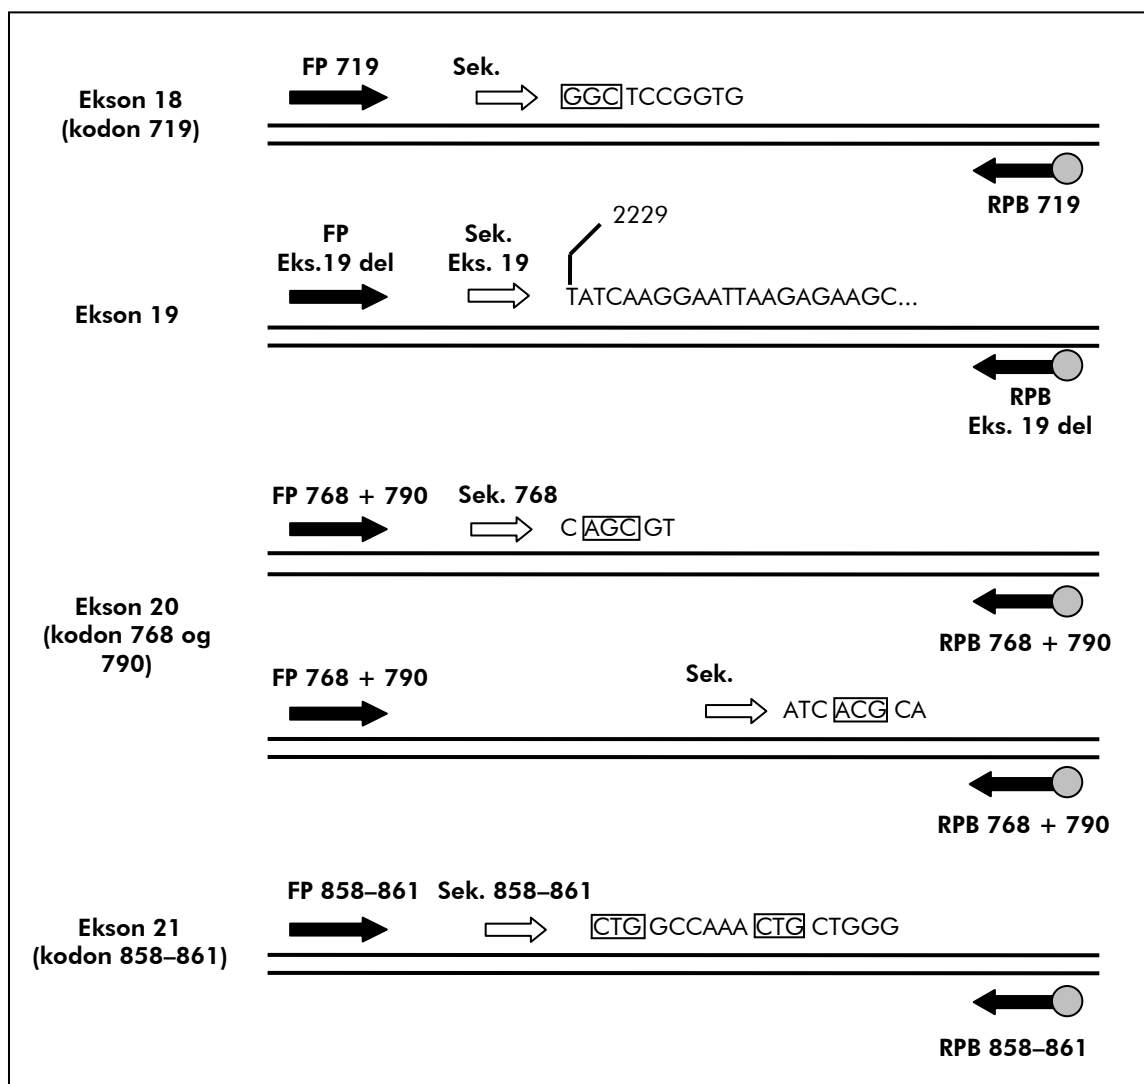 FP 719
Sek.
Ekson 18
(kodon 719)
GGC TCCGGTG
RPB 719
2229
FP
Eks.19 del
Sek.
Eks. 19
Ekson 19
TATCAAGGAATTAAGAGAAGC...
RPB
Eks. 19 del
FP 768 + 790
Sek. 768
C AGC GT
Ekson 20
(kodon 768 og
790)
RPB 768 + 790
FP 768 + 790
Sek.
ATC ACG CA
RPB 768 + 790
FP 858–861
Sek. 858–861
Ekson 21
(kodon 858–861)
CTG GCCAAA CTG CTGGG
RPB 858–861